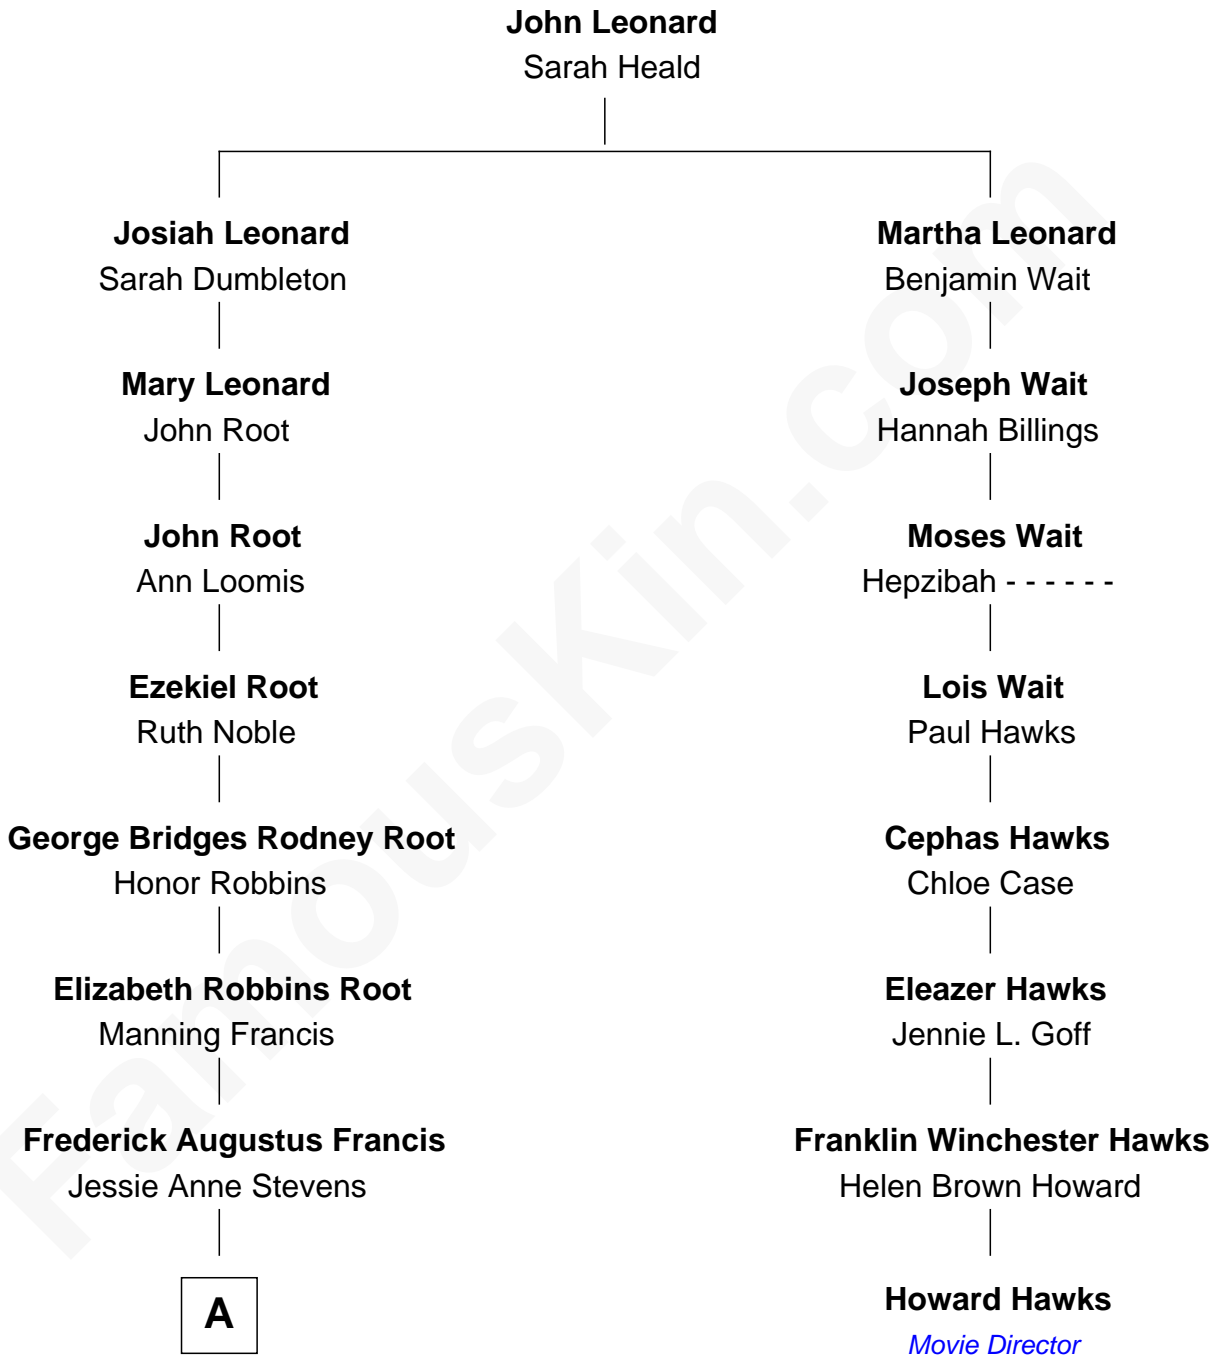 John Leonard
Sarah Heald
Josiah Leonard
Sarah Dumbleton
Mary Leonard
John Root
John Root
Ann Loomis
Ezekiel Root
Ruth Noble
George Bridges Rodney Root
Honor Robbins
Elizabeth Robbins Root
Manning Francis
Frederick Augustus Francis
Jessie Anne Stevens
A
Martha Leonard
Benjamin Wait
Joseph Wait
Hannah Billings
Moses Wait
Hepzibah - - - - - -
Lois Wait
Paul Hawks
Cephas Hawks
Chloe Case
Eleazer Hawks
Jennie L. Goff
Franklin Winchester Hawks
Helen Brown Howard
Howard Hawks
Movie Director
FamousKin.com